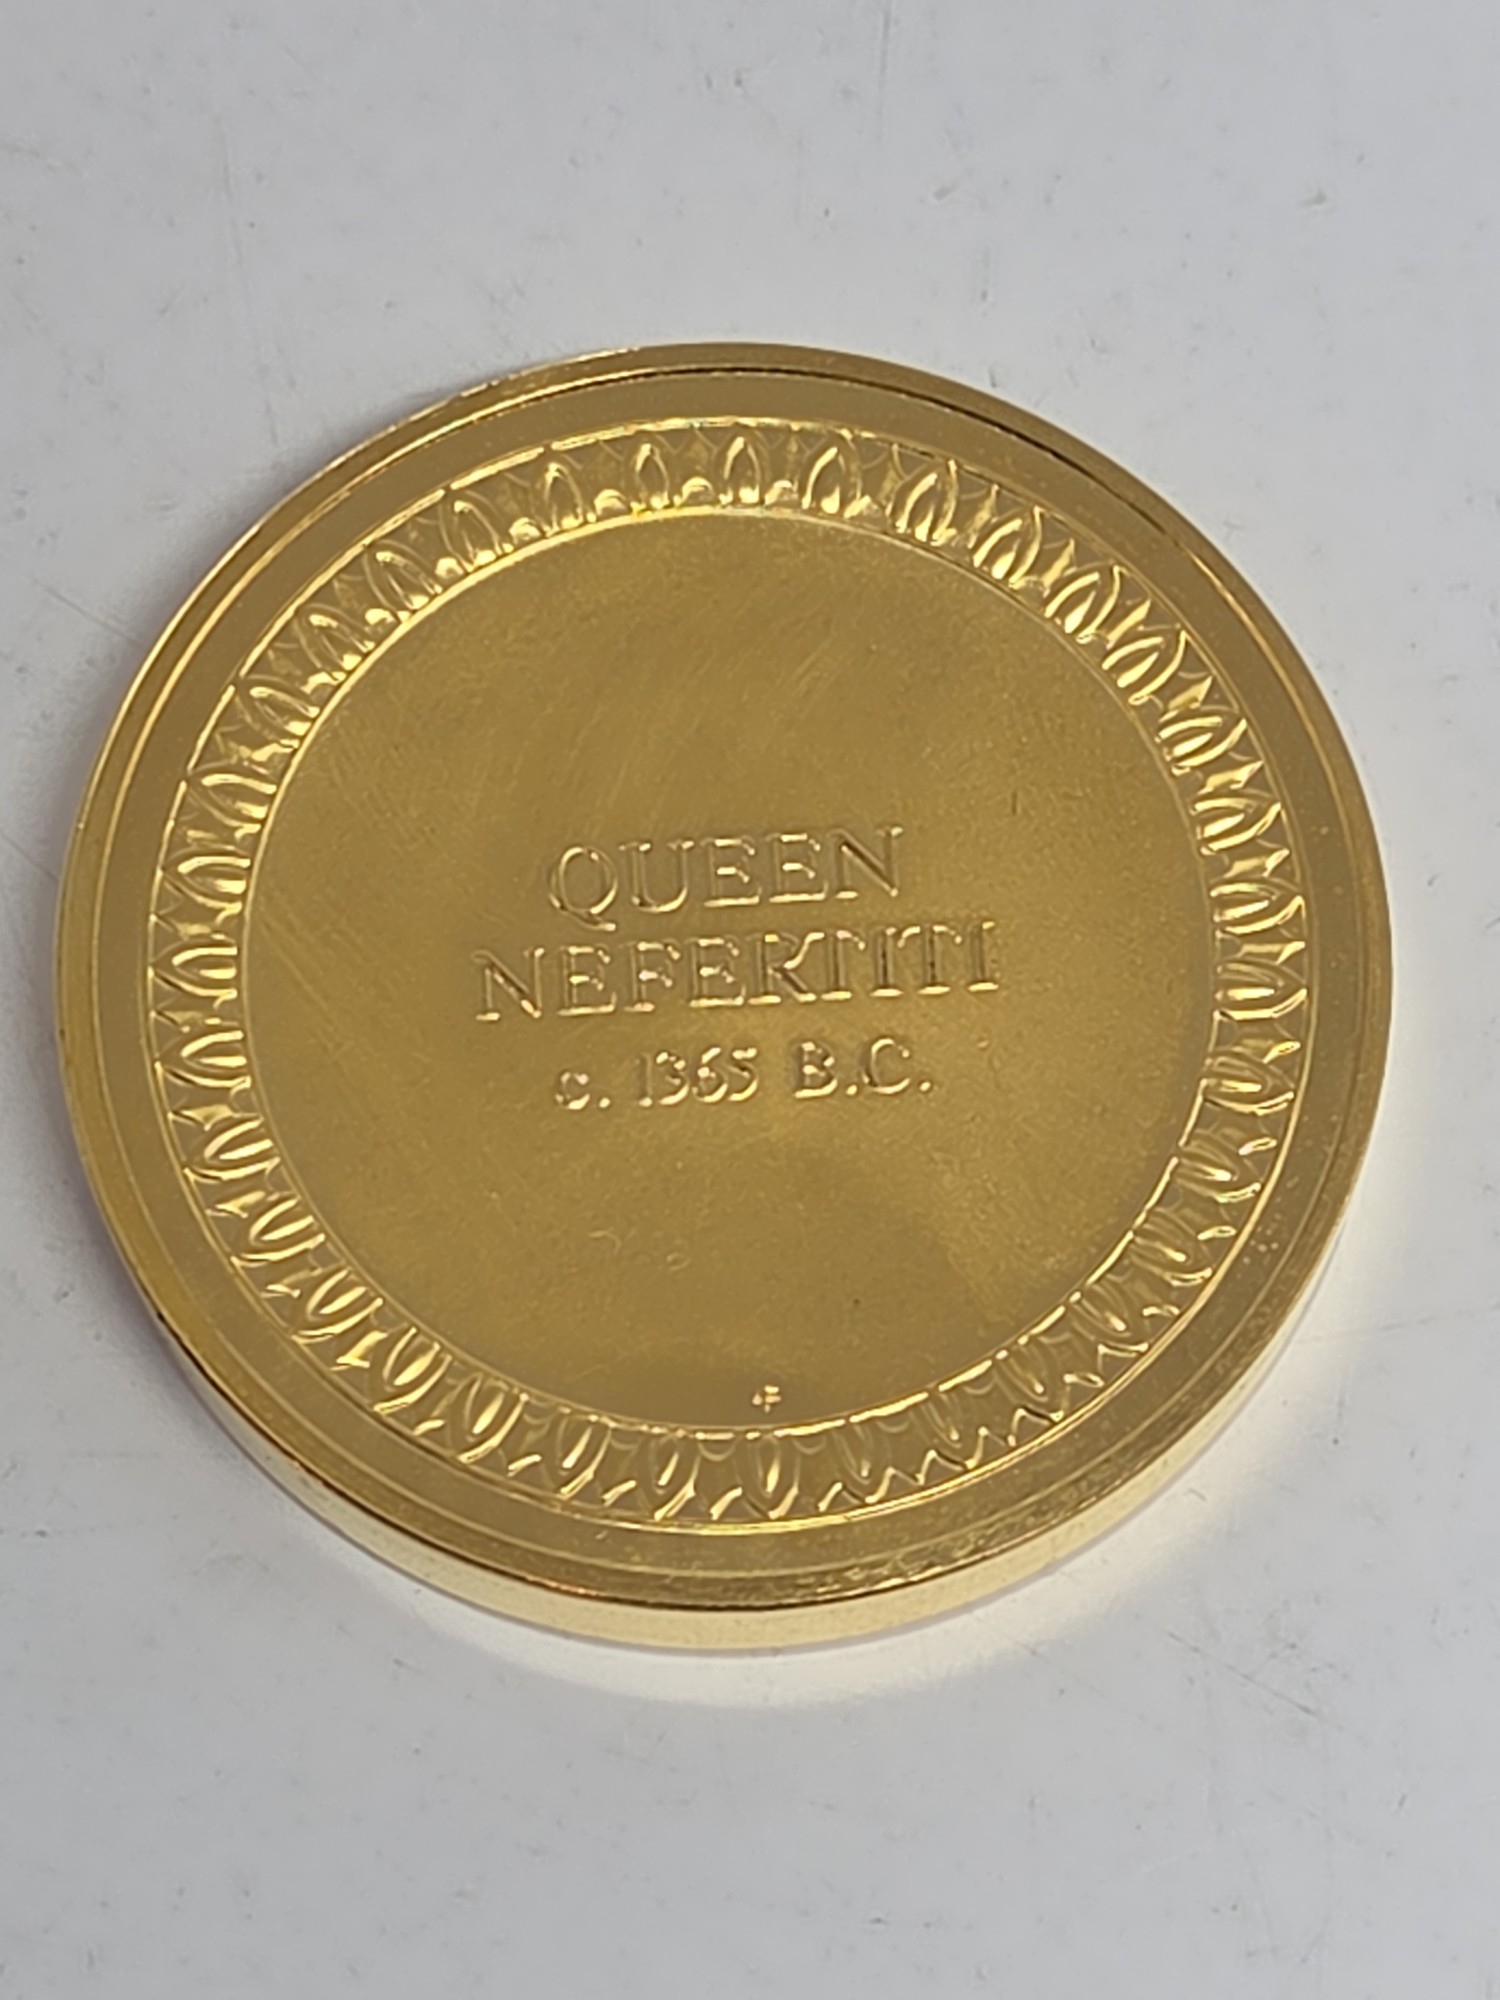 QUEEN
NEFERTITI
c. 1365 B.C.